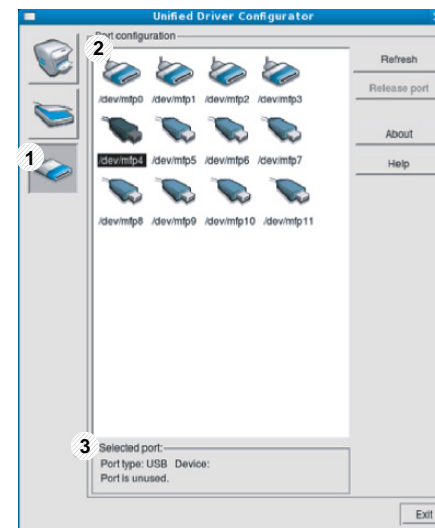 Unified Driver Configurator
2
Port configuration
/dev/mfp0 /dev/mfp1 /dev/mfp2 /dev/mfp3
/dev/mfp4 /dev/mfp5 /dev/mfp6 /dev/mfp7
/dev/mfp8 /dev/mfp9 /dev/mfp10 /dev/mfp11
1
Refresh
Release port
About
Help
3
Selected port:
Port type: USB Device:
Port is unused.
Exit